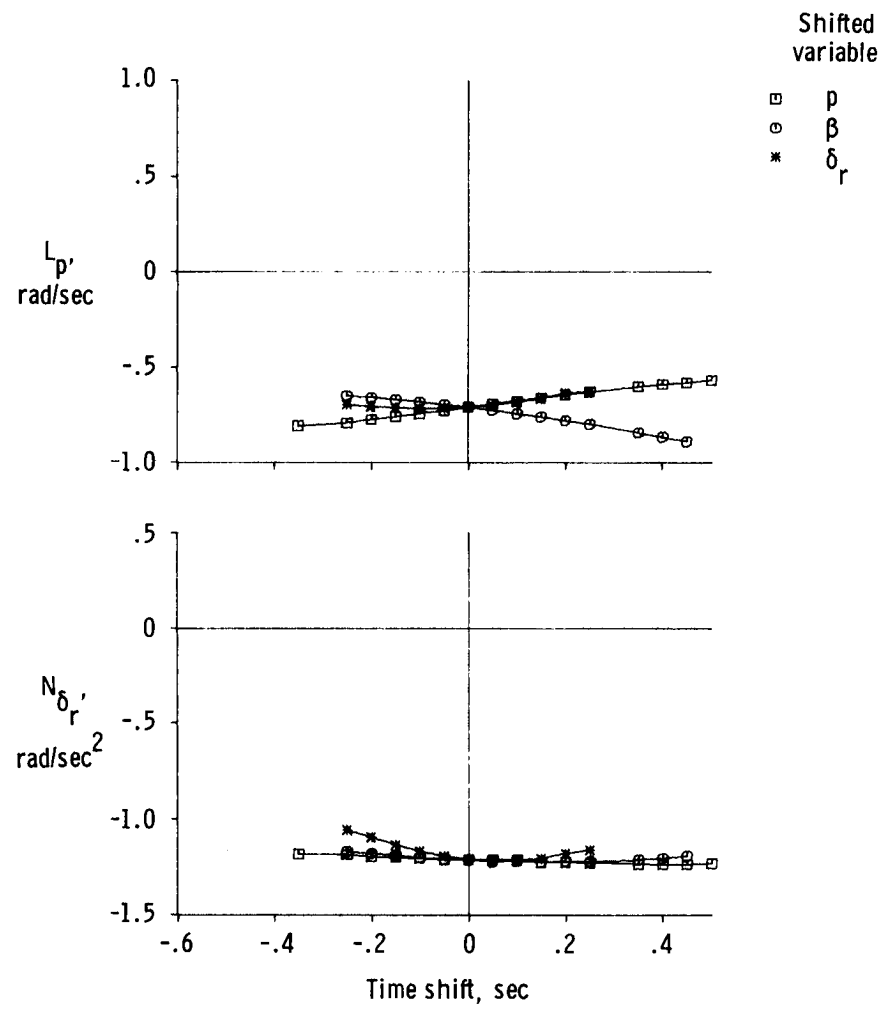 Shifted
variable
p
β
δr
1.0
.5
0
-.5
-1.0
Lp,
rad/sec
.5
0
-.5
-1.0
-1.5
Nδr,
rad/sec2
-.6 -.4 -.2 0 .2 .4
Time shift, sec